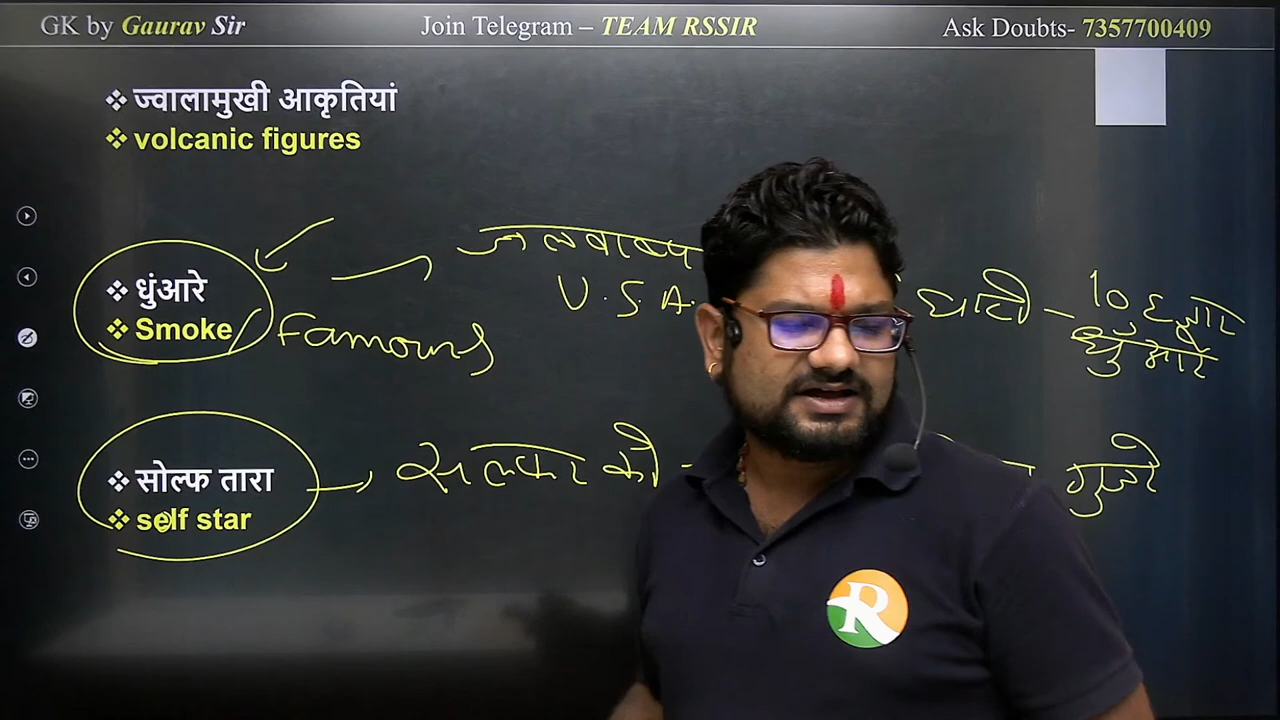 GK by Gaurav Sir
Join Telegram – TEAM RSSIR
Ask Doubts- 7357700409
❖ ज्वालामुखी आकृतियां
❖ volcanic figures
जलवाष्प
U.S.A.
घाटी – 10 हजार
धुँआरे
❖ धुंआरे
❖ Smoke
Famous
❖ सोल्फ तारा
❖ self star
सल्फर की
R